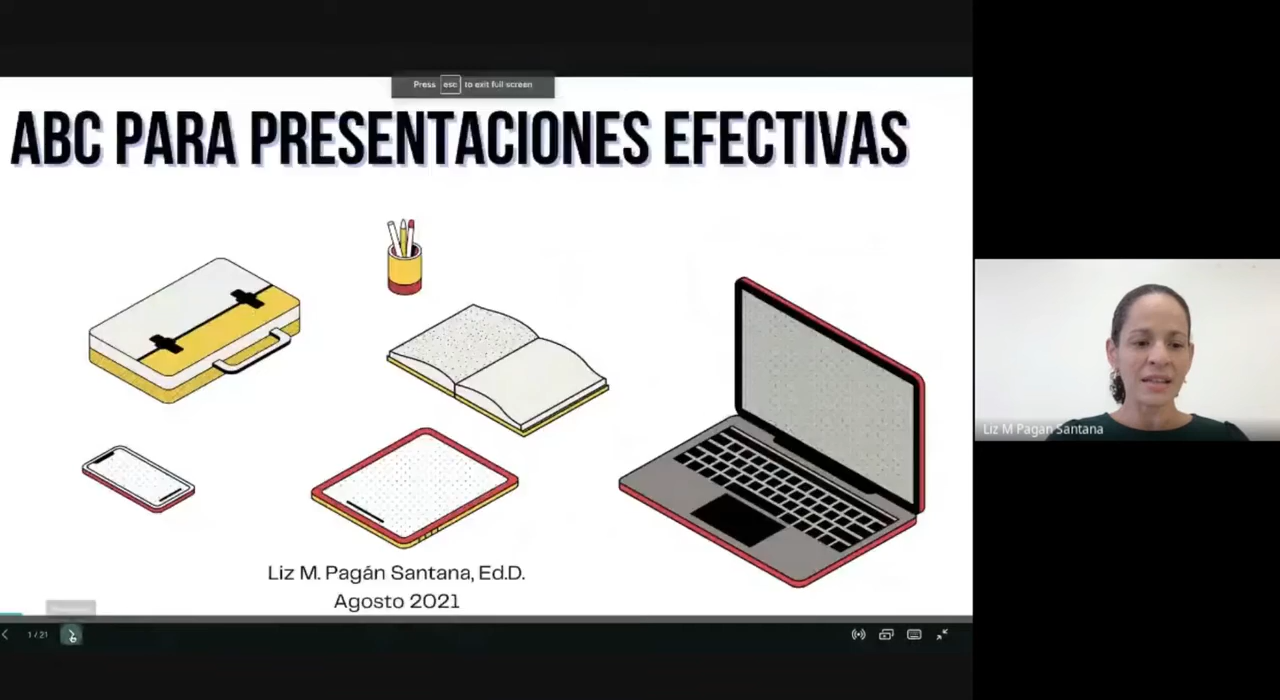 Press esc to exit full screen
ABC PARA PRESENTACIONES EFECTIVAS
Liz M. Pagán Santana, Ed.D.
Agosto 2021
1 / 21
Liz M Pagan Santana